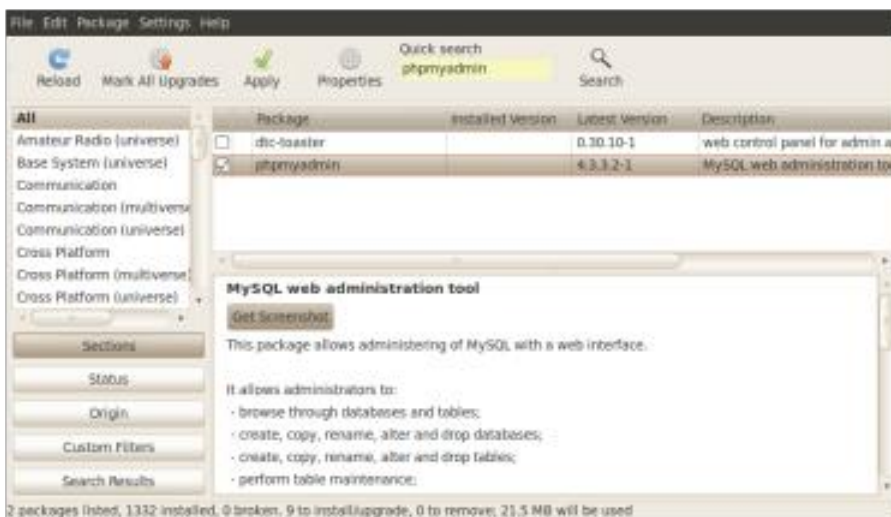 File Edit Package Settings Help
Reload Mark All Upgrades Apply Properties
Quick search
phpmyadmin
Search
All
Amateur Radio (universe)
Base System (universe)
Communication
Communication (multiverse
Communication (universe)
Cross Platform
Cross Platform (multiverse)
Cross Platform (universe)
Sections
Status
Origin
Custom Filters
Search Results
Package Installed Version Latest Version Description
dtc-toaster 0.30.10-1 web control panel for admin a
phpmyadmin 4:3.3.2-1 MySQL web administration to
MySQL web administration tool
Get Screenshot
This package allows administering of MySQL with a web interface.
It allows administrators to:
- browse through databases and tables;
- create, copy, rename, alter and drop databases;
- create, copy, rename, alter and drop tables;
- perform table maintenance;
2 packages listed, 1332 installed, 0 broken. 9 to install/upgrade, 0 to remove; 21.5 MB will be used